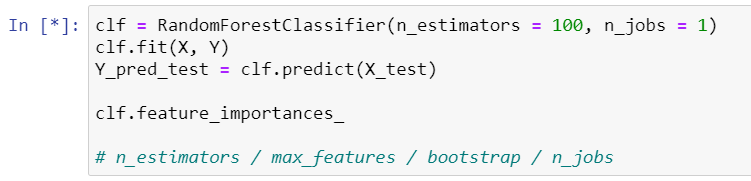 In [*]: clf = RandomForestClassifier(n_estimators = 100, n_jobs = 1)
clf.fit(X, Y)
Y_pred_test = clf.predict(X_test)
clf.feature_importances_
# n_estimators / max_features / bootstrap / n_jobs